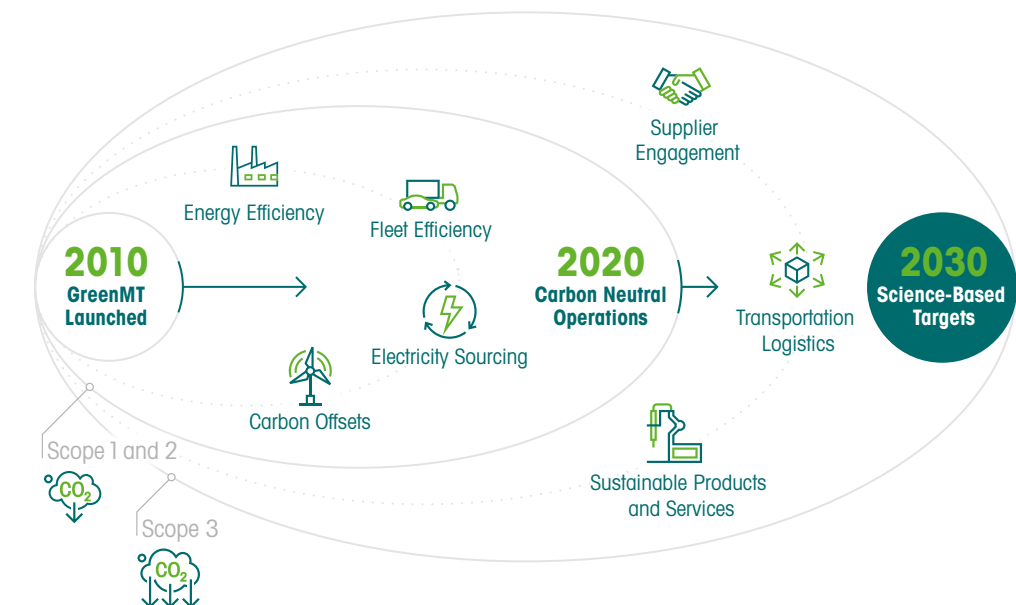 Supplier
Engagement
Energy Efficiency
Fleet Efficiency
2010
GreenMT
Launched
2020
Carbon Neutral
Operations
2030
Science-Based
Targets
Transportation
Logistics
Electricity Sourcing
Carbon Offsets
Scope 1 and 2
CO₂
Sustainable Products
and Services
Scope 3
CO₂